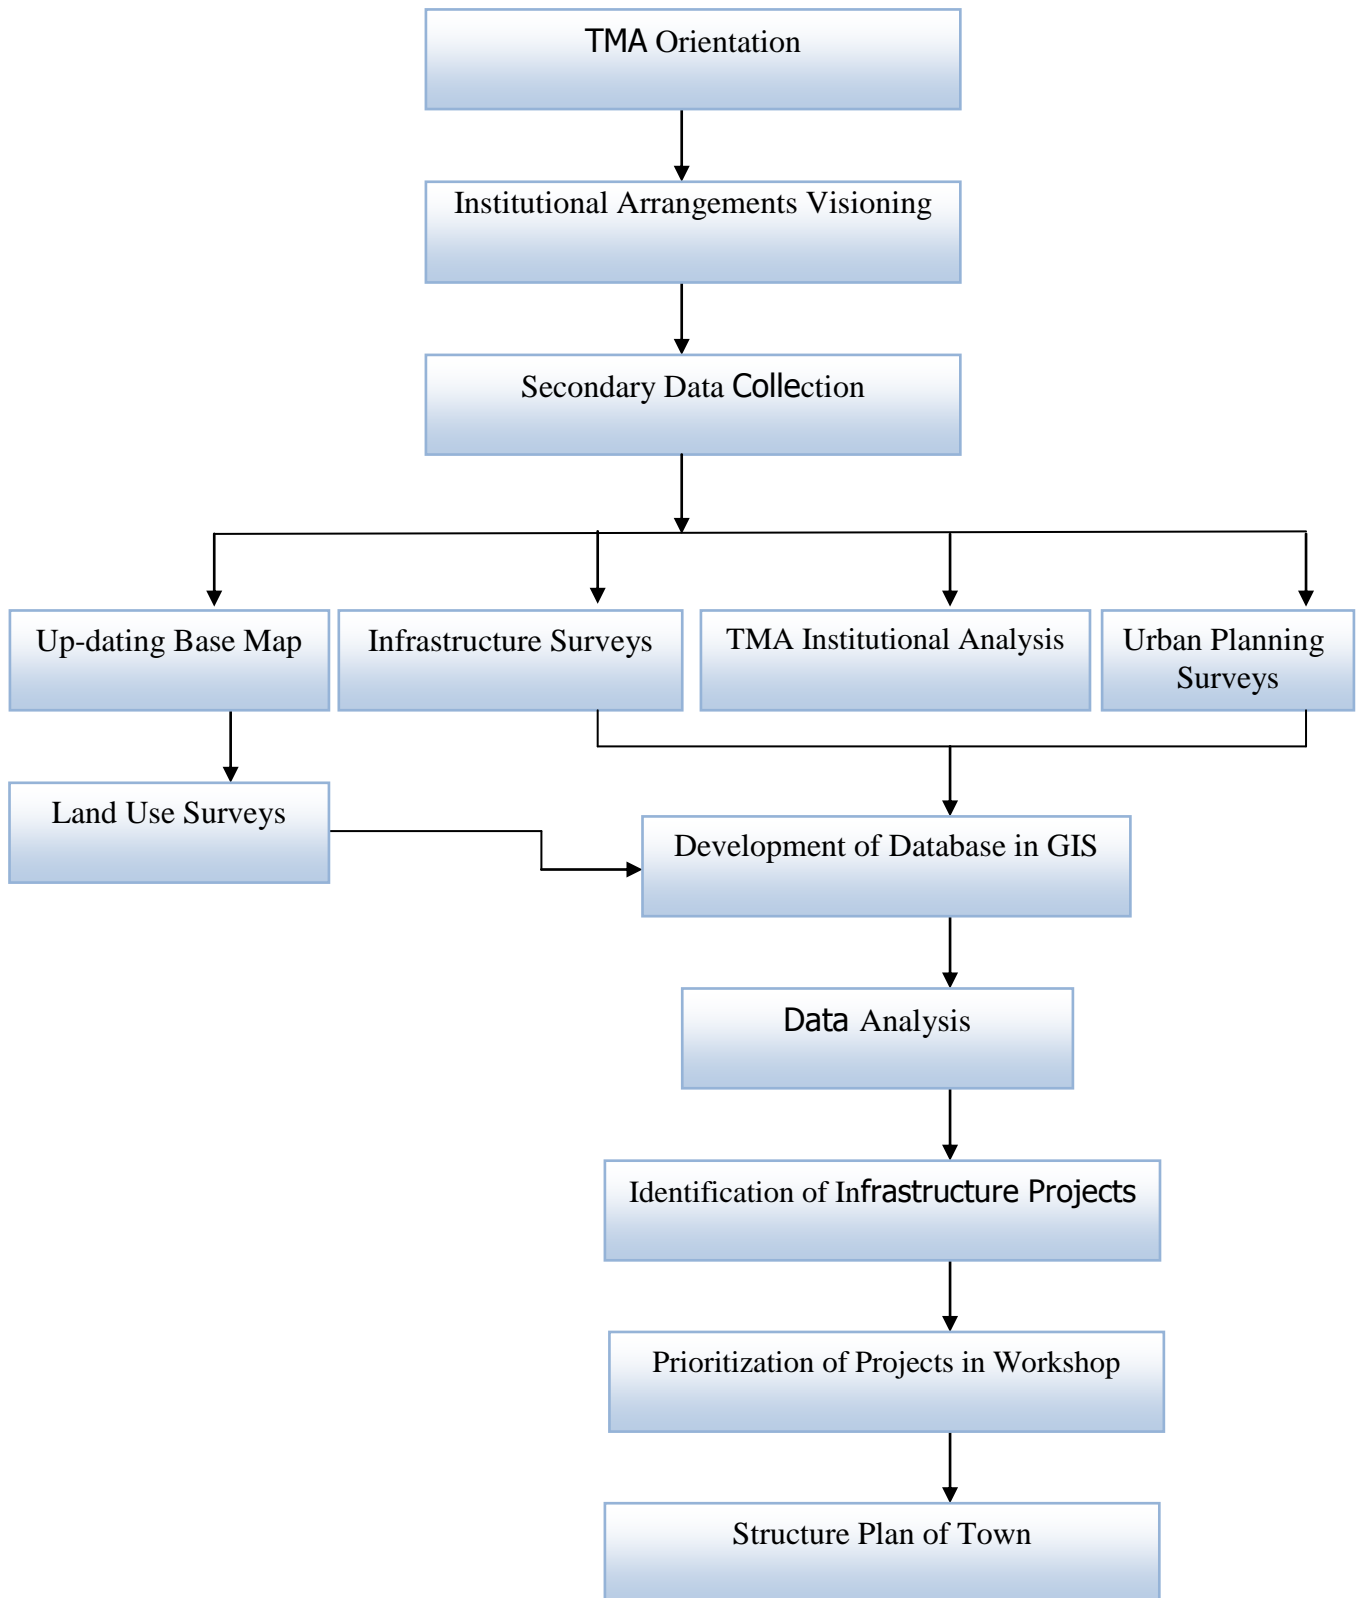 TMA Orientation
Institutional Arrangements Visioning
Secondary Data Collection
Up-dating Base Map
Infrastructure Surveys
TMA Institutional Analysis
Urban Planning
Surveys
Land Use Surveys
Development of Database in GIS
Data Analysis
Identification of Infrastructure Projects
Prioritization of Projects in Workshop
Structure Plan of Town